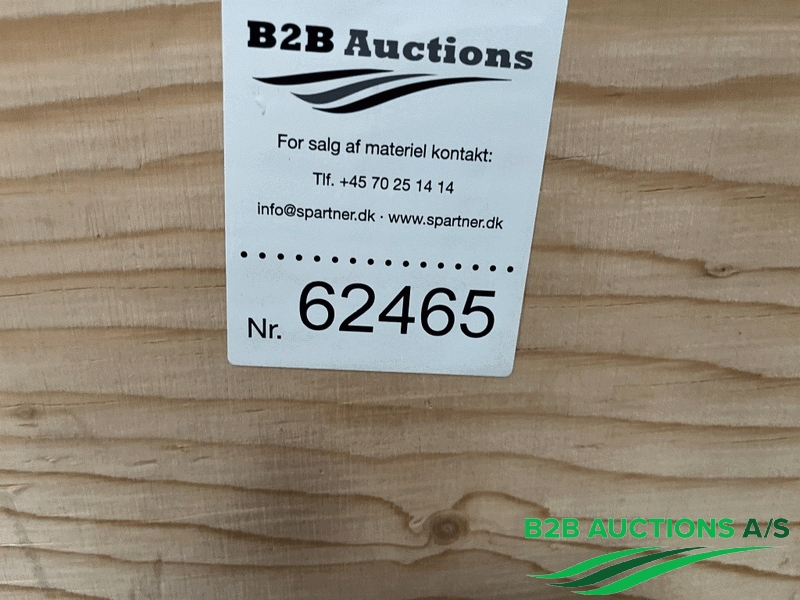 B2B Auctions
For salg af materiel kontakt:
Tlf. +45 70 25 14 14
info@spartner.dk · www.spartner.dk
Nr. 62465
B2B AUCTIONS A/S